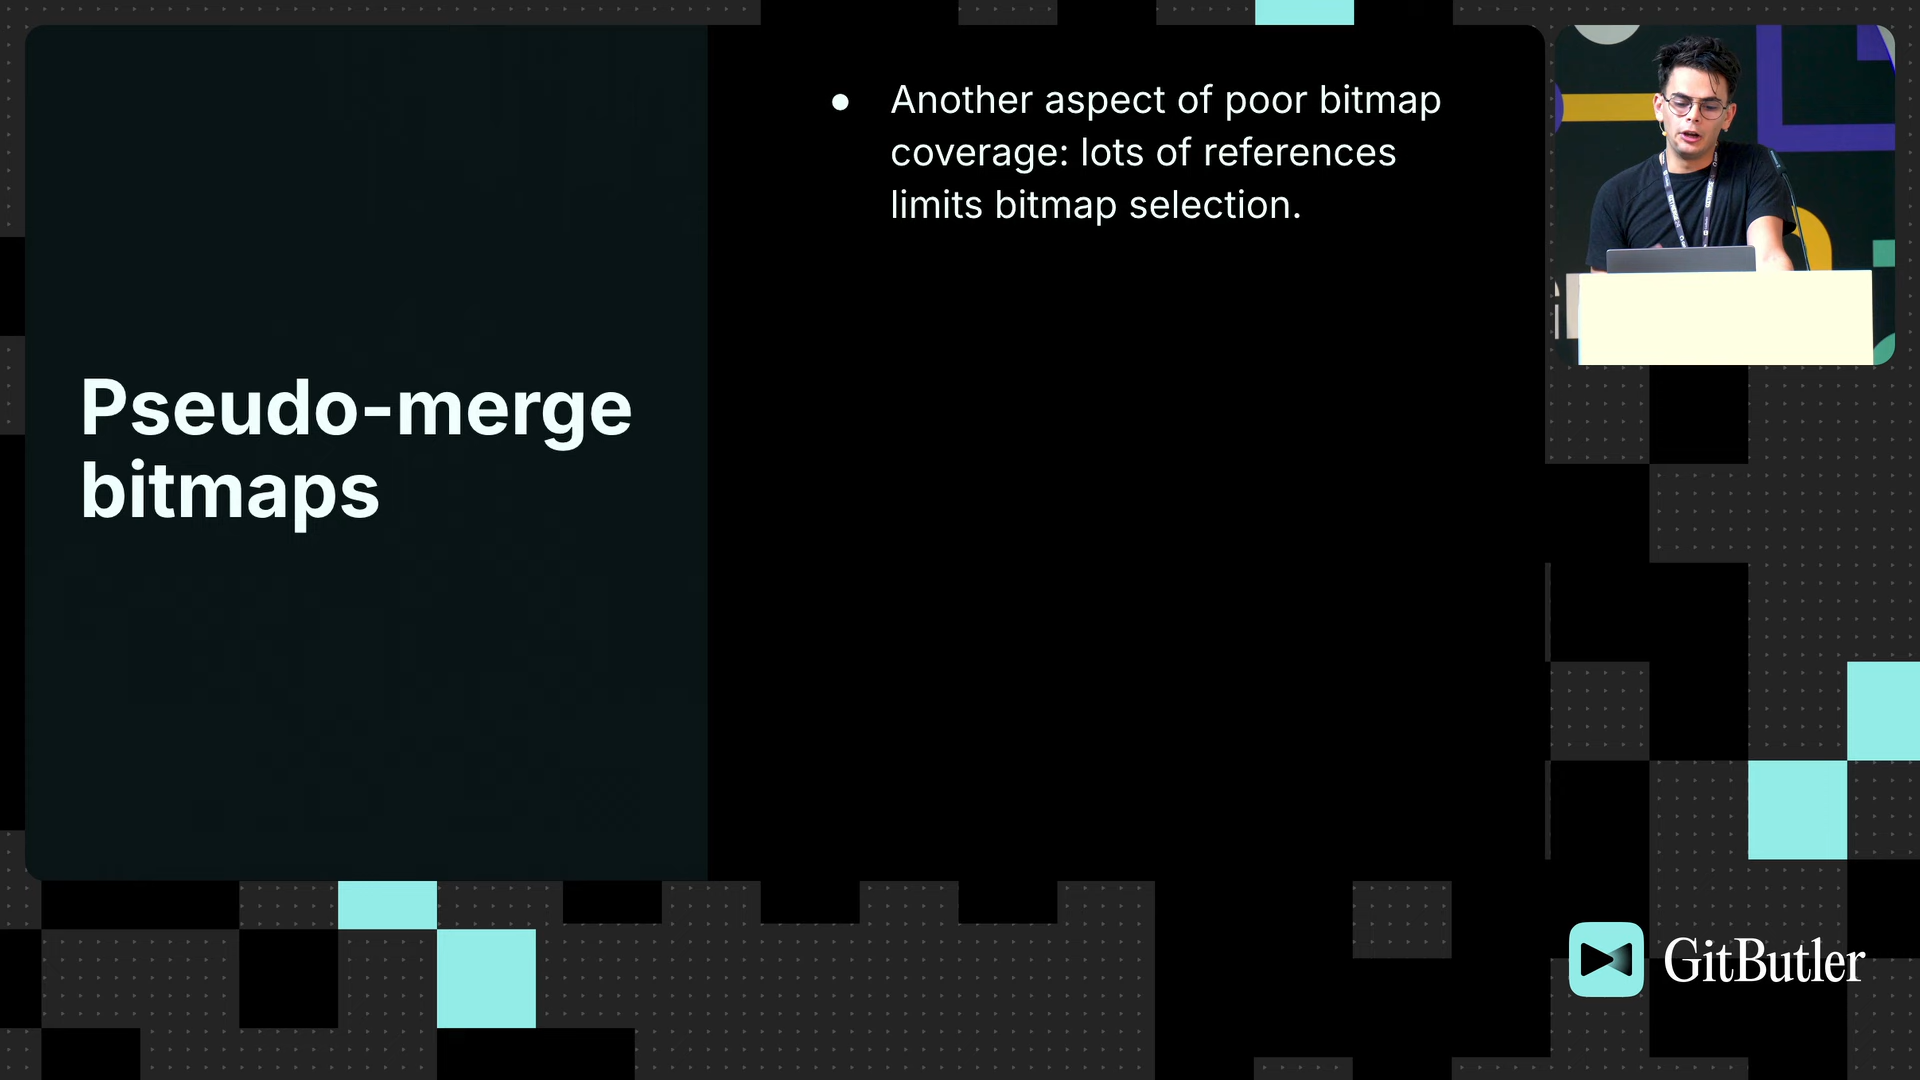 Pseudo-merge
bitmaps
● Another aspect of poor bitmap
coverage: lots of references
limits bitmap selection.
GitButler